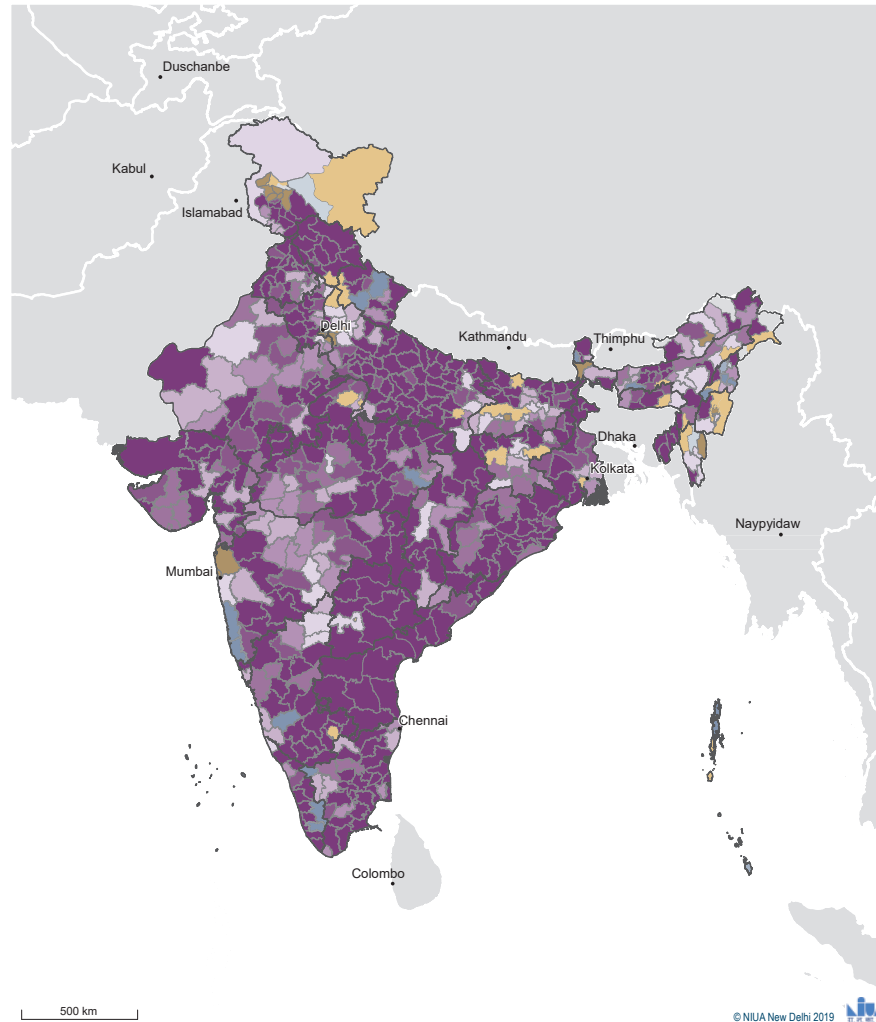 Duschanbe
Kabul
Islamabad
Delhi
Kathmandu
Thimphu
Dhaka
Kolkata
Naypyidaw
Mumbai
Chennai
Colombo
500 km
© NIUA New Delhi 2019